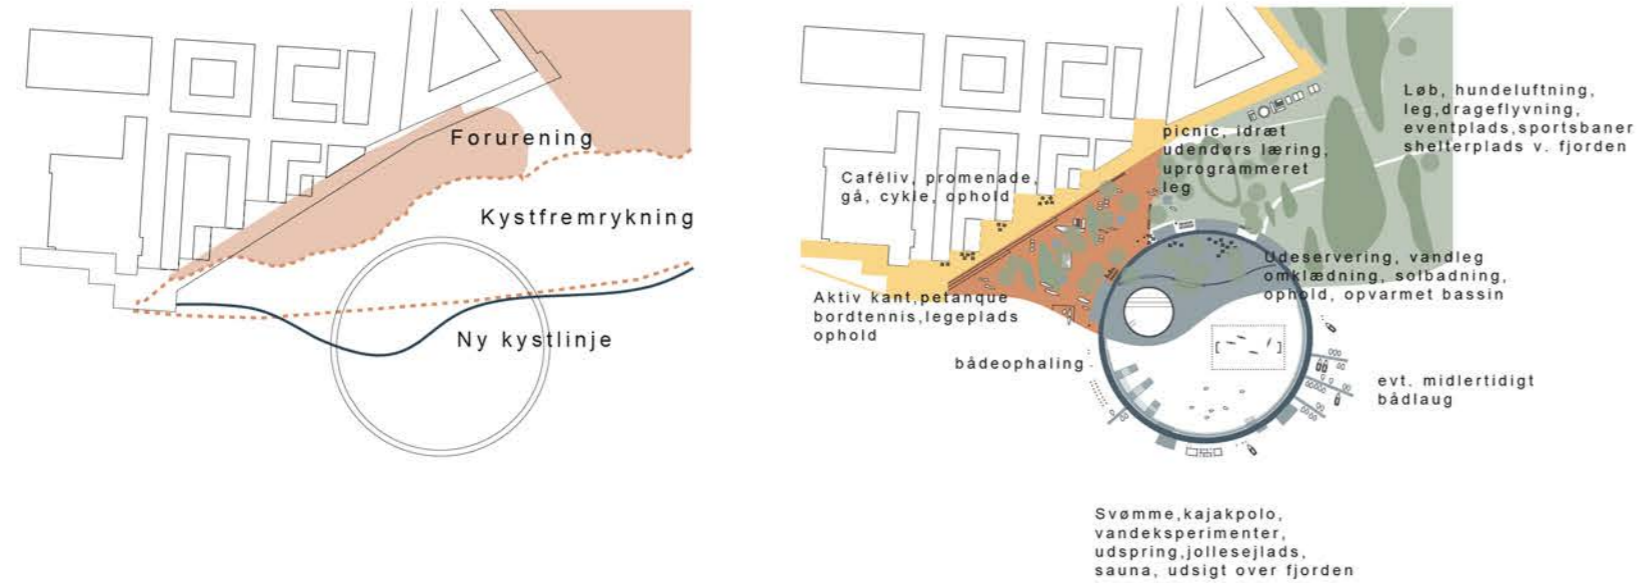 Forurening
Kystfremrykning
Ny kystlinje
Løb, hundeluftning,
leg,drageflyvning,
eventplads,sportsbaner
shelterplads v. fjorden
picnic, idræt
udendørs læring,
uprogrammeret
leg
Caféliv, promenade,
gå, cykle, ophold
Udeservering, vandleg
omklædning, solbadning,
ophold, opvarmet bassin
Aktiv kant,petanque
bordtennis,legeplads
ophold
bådeophaling
evt. midlertidigt
bådlaug
Svømme,kajakpolo,
vandeksperimenter,
udspring,jollesejlads,
sauna, udsigt over fjorden